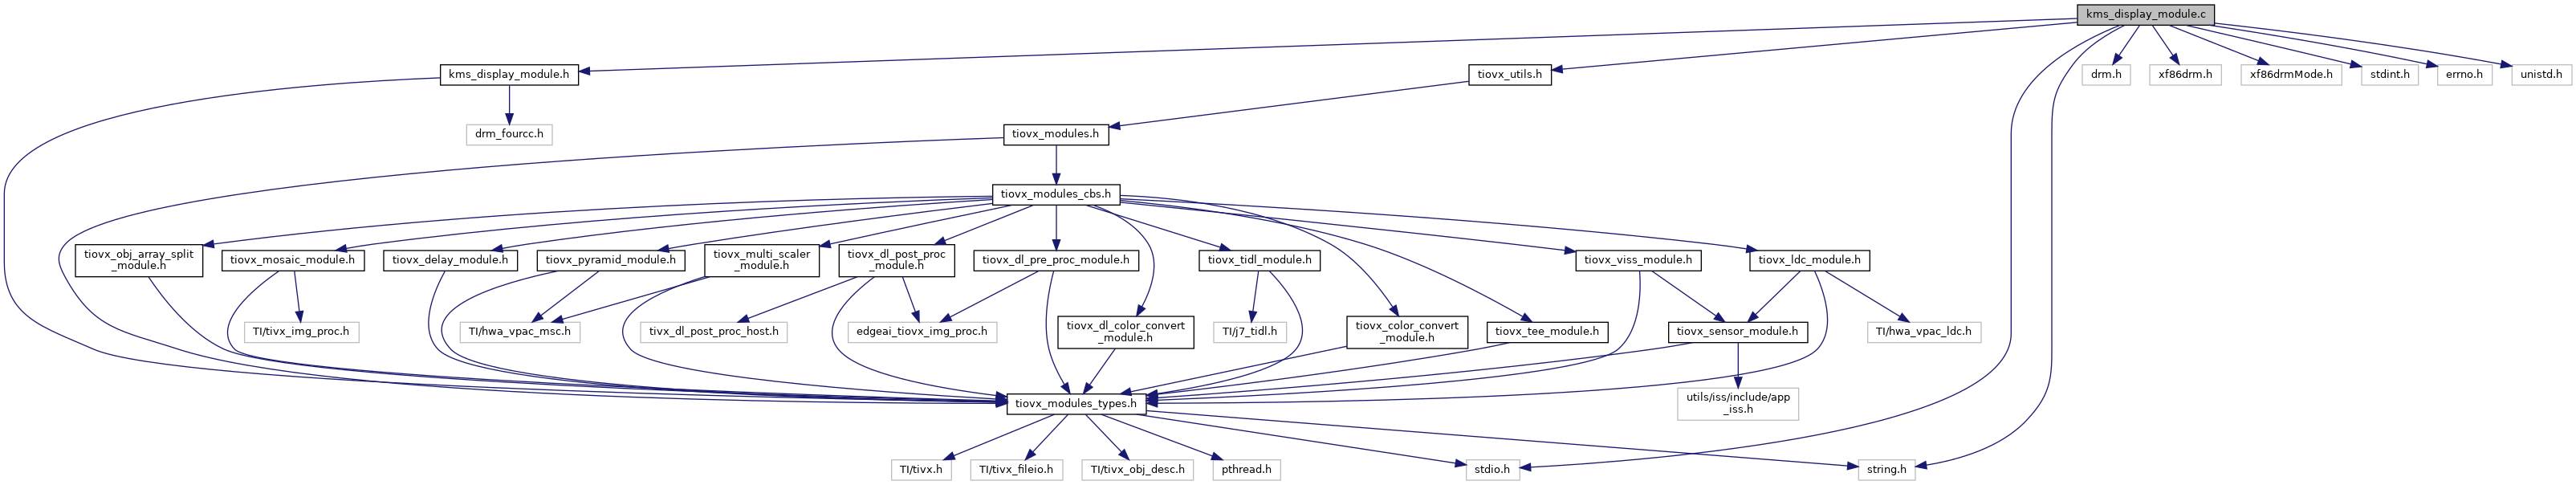 kms_display_module.c
kms_display_module.h
tiovx_utils.h
drm.h
xf86drm.h
xf86drmMode.h
stdint.h
errno.h
unistd.h
drm_fourcc.h
tiovx_modules.h
tiovx_modules_cbs.h
tiovx_obj_array_split
_module.h
tiovx_mosaic_module.h
tiovx_delay_module.h
tiovx_pyramid_module.h
tiovx_multi_scaler
_module.h
tiovx_dl_post_proc
_module.h
tiovx_dl_pre_proc_module.h
tiovx_tidl_module.h
tiovx_viss_module.h
tiovx_ldc_module.h
TI/tivx_img_proc.h
TI/hwa_vpac_msc.h
tivx_dl_post_proc_host.h
edgeai_tiovx_img_proc.h
tiovx_dl_color_convert
_module.h
TI/j7_tidl.h
tiovx_color_convert
_module.h
tiovx_tee_module.h
tiovx_sensor_module.h
TI/hwa_vpac_ldc.h
tiovx_modules_types.h
utils/iss/include/app
_iss.h
TI/tivx.h
TI/tivx_fileio.h
TI/tivx_obj_desc.h
pthread.h
stdio.h
string.h